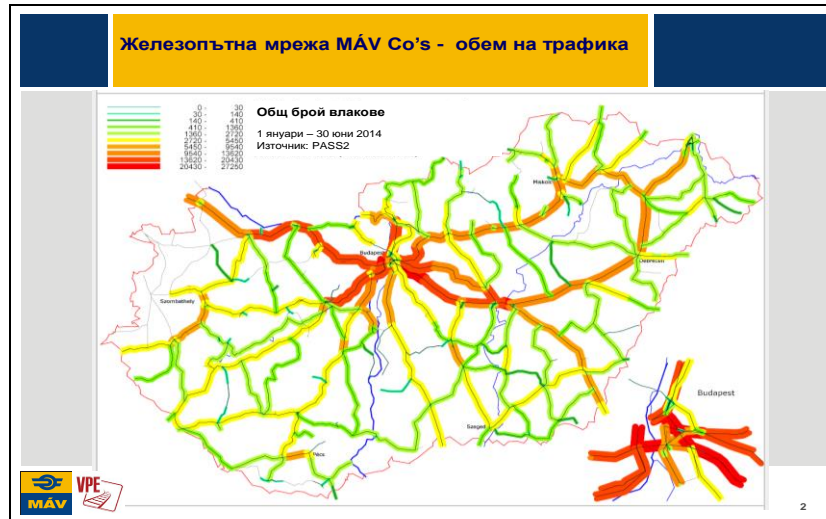 Железопътна мрежа MÁV Co's - обем на трафика
0 - 30
30 - 140
140 - 410
410 - 1360
1360 - 2720
2720 - 5450
5450 - 9540
9540 - 13620
13620 - 20430
20430 - 27250
Общ брой влакове
1 януари – 30 юни 2014
Източник: PASS2
Miskolc
Budapest
Debrecen
Szombathely
Budapest
Szeged
Pécs
MÁV
VPE
2